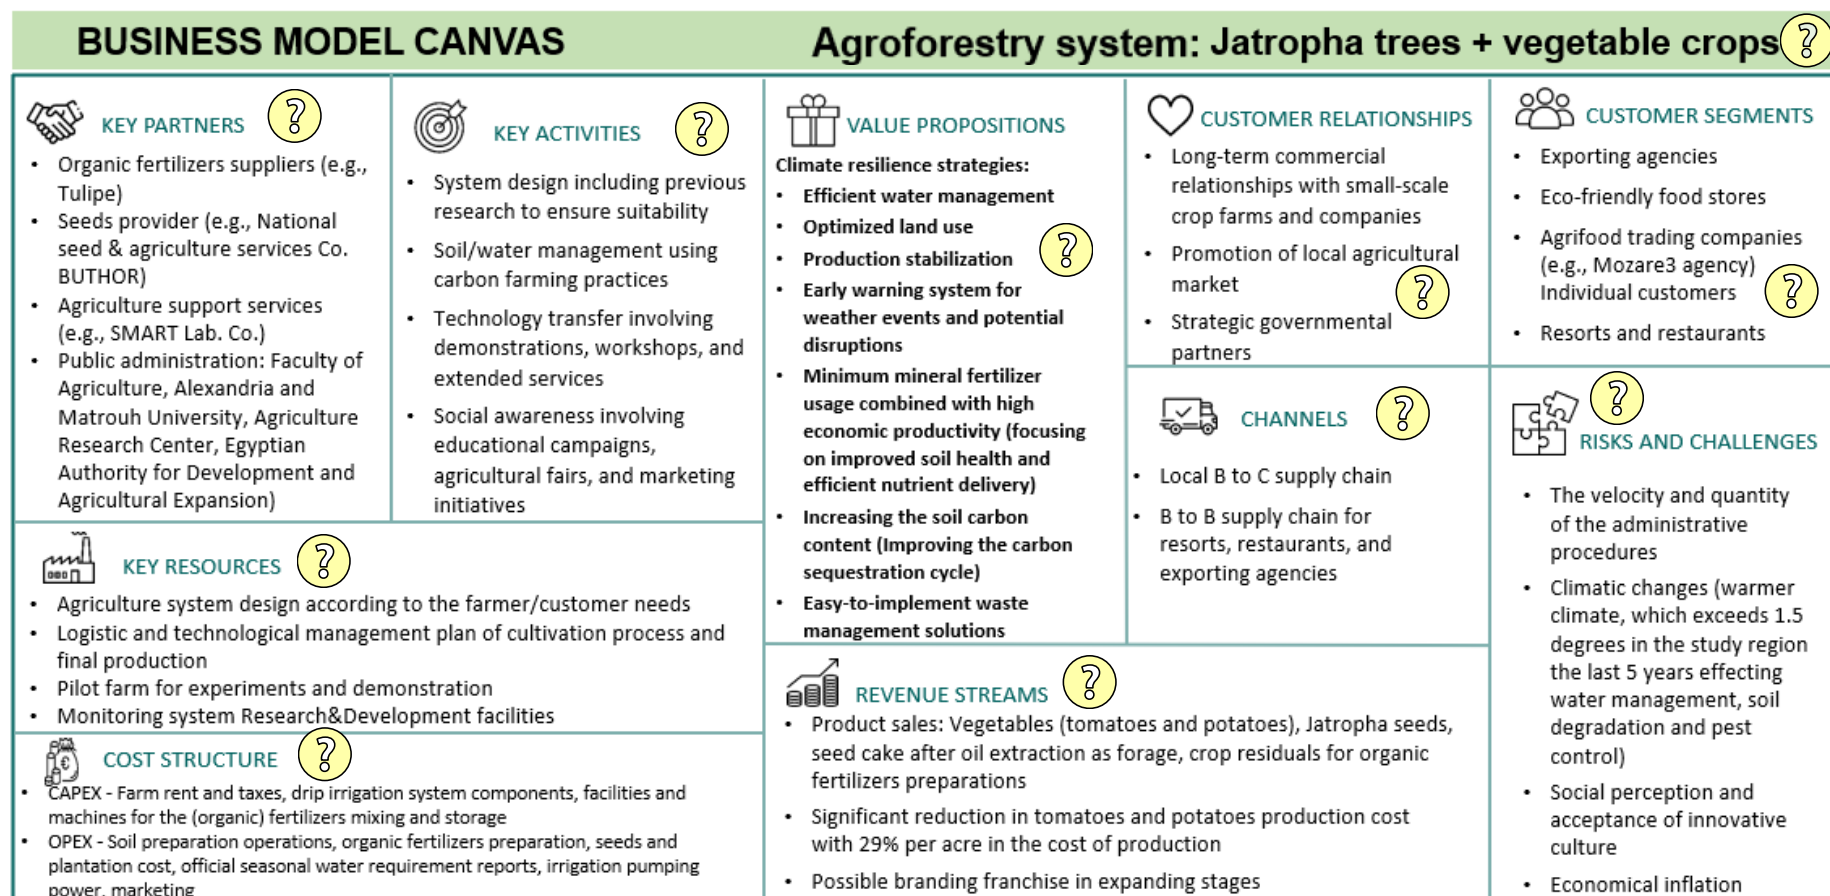 BUSINESS MODEL CANVAS
Agroforestry system: Jatropha trees + vegetable crops
?
KEY PARTNERS
?
• Organic fertilizers suppliers (e.g.,
Tulipe)
• Seeds provider (e.g., National
seed & agriculture services Co.
BUTHOR)
• Agriculture support services
(e.g., SMART Lab. Co.)
• Public administration: Faculty of
Agriculture, Alexandria and
Matrouh University, Agriculture
Research Center, Egyptian
Authority for Development and
Agricultural Expansion)
KEY ACTIVITIES
?
• System design including previous
research to ensure suitability
• Soil/water management using
carbon farming practices
• Technology transfer involving
demonstrations, workshops, and
extended services
• Social awareness involving
educational campaigns,
agricultural fairs, and marketing
initiatives
KEY RESOURCES
?
• Agriculture system design according to the farmer/customer needs
• Logistic and technological management plan of cultivation process and
final production
• Pilot farm for experiments and demonstration
• Monitoring system Research&Development facilities
COST STRUCTURE
?
• CAPEX - Farm rent and taxes, drip irrigation system components, facilities and
machines for the (organic) fertilizers mixing and storage
• OPEX - Soil preparation operations, organic fertilizers preparation, seeds and
plantation cost, official seasonal water requirement reports, irrigation pumping
power, marketing
VALUE PROPOSITIONS
Climate resilience strategies:
• Efficient water management
• Optimized land use
• Production stabilization
?
• Early warning system for
weather events and potential
disruptions
• Minimum mineral fertilizer
usage combined with high
economic productivity (focusing
on improved soil health and
efficient nutrient delivery)
• Increasing the soil carbon
content (Improving the carbon
sequestration cycle)
• Easy-to-implement waste
management solutions
CUSTOMER RELATIONSHIPS
• Long-term commercial
relationships with small-scale
crop farms and companies
• Promotion of local agricultural
market
?
• Strategic governmental
partners
CHANNELS
?
• Local B to C supply chain
• B to B supply chain for
resorts, restaurants, and
exporting agencies
REVENUE STREAMS
?
• Product sales: Vegetables (tomatoes and potatoes), Jatropha seeds,
seed cake after oil extraction as forage, crop residuals for organic
fertilizers preparations
• Significant reduction in tomatoes and potatoes production cost
with 29% per acre in the cost of production
• Possible branding franchise in expanding stages
CUSTOMER SEGMENTS
• Exporting agencies
• Eco-friendly food stores
• Agrifood trading companies
(e.g., Mozare3 agency)
Individual customers
?
• Resorts and restaurants
?
RISKS AND CHALLENGES
• The velocity and quantity
of the administrative
procedures
• Climatic changes (warmer
climate, which exceeds 1.5
degrees in the study region
the last 5 years effecting
water management, soil
degradation and pest
control)
• Social perception and
acceptance of innovative
culture
• Economical inflation